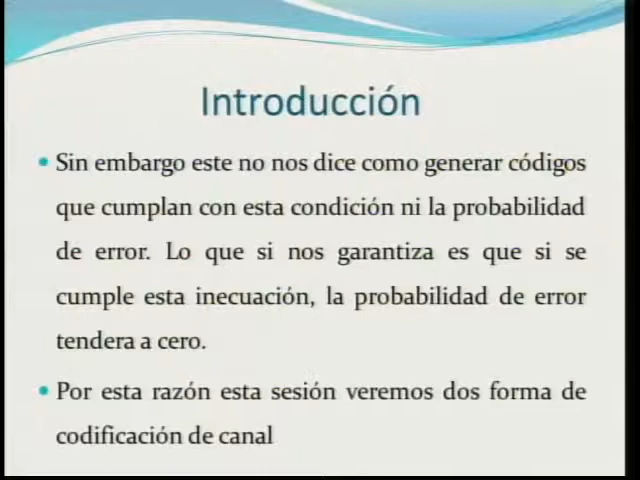 Introducción
Sin embargo este no nos dice como generar códigos
que cumplan con esta condición ni la probabilidad
de error. Lo que si nos garantiza es que si se
cumple esta inecuación, la probabilidad de error
tendera a cero.
Por esta razón esta sesión veremos dos forma de
codificación de canal